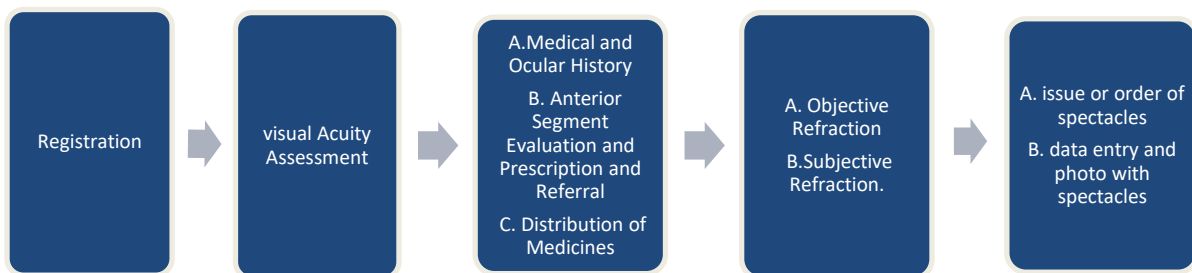 Registration
visual Acuity
Assessment
A.Medical and
Ocular History
B. Anterior
Segment
Evaluation and
Prescription and
Referral
C. Distribution of
Medicines
A. Objective
Refraction
B.Subjective
Refraction.
A. issue or order of
spectacles
B. data entry and
photo with
spectacles